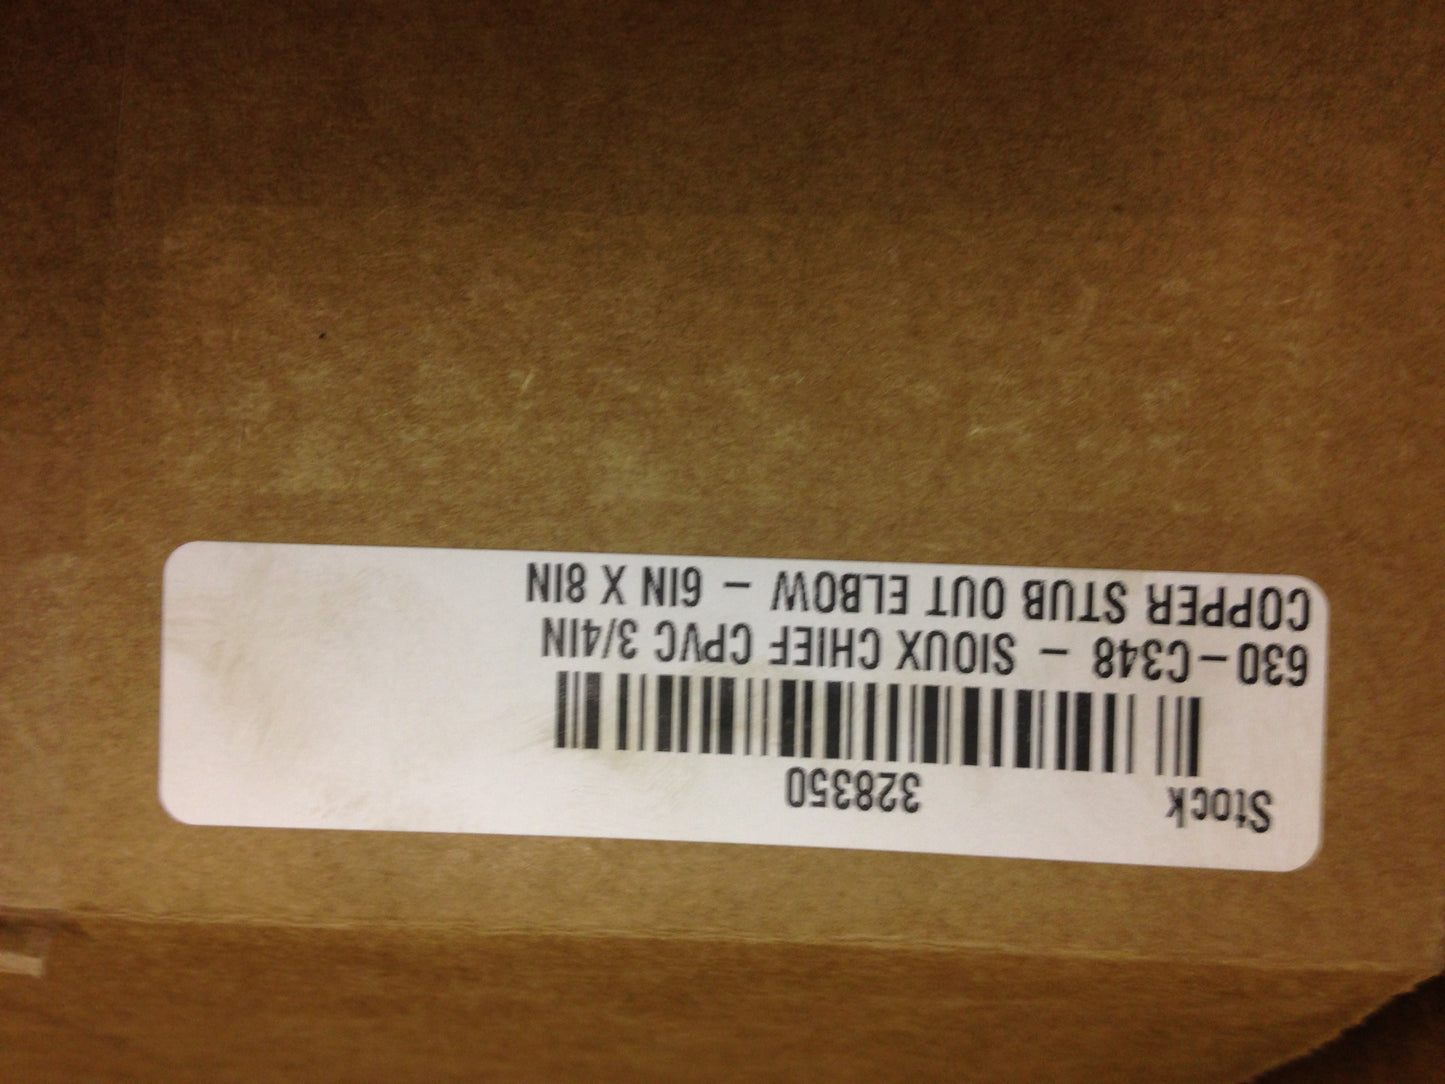 Stock 328350
630-C348 - SIOUX CHIEF CPVC 3/4IN
COPPER STUB OUT ELBOW - 6IN X 8IN